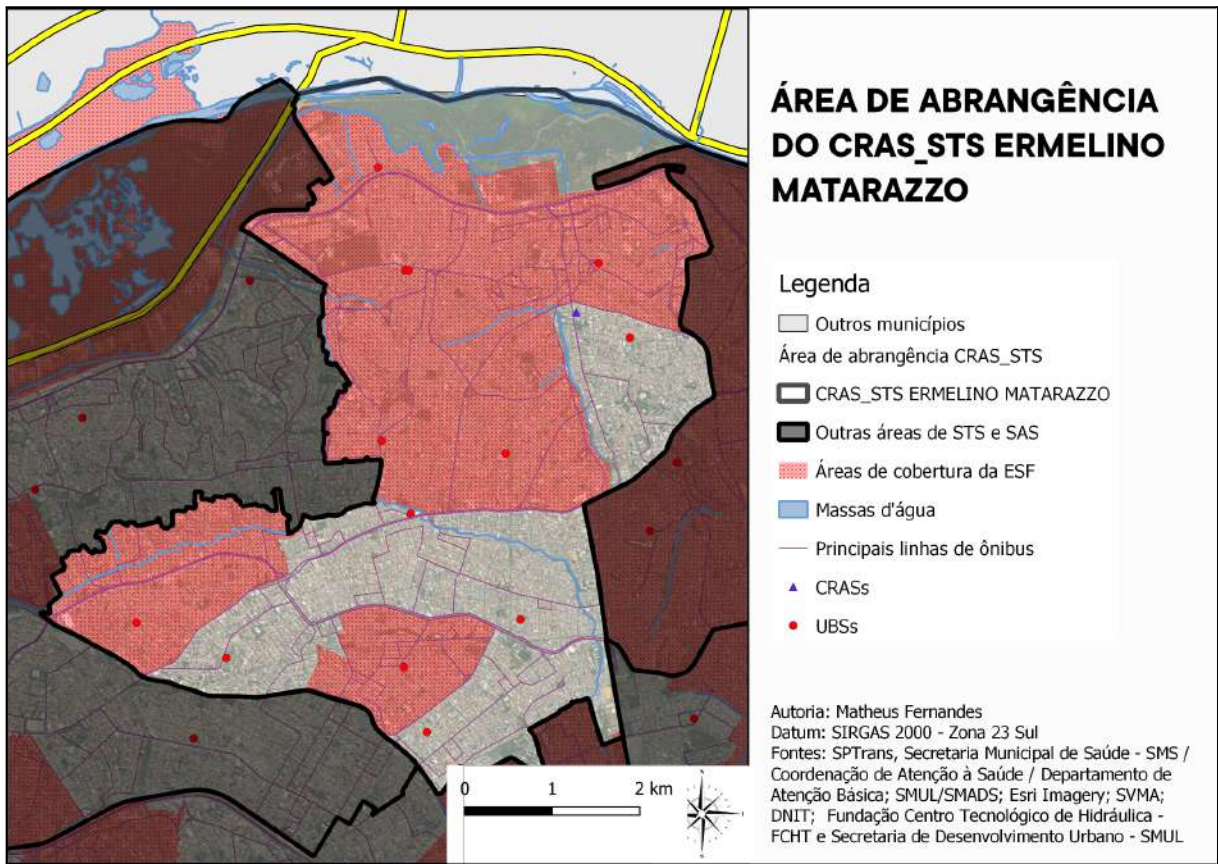 ÁREA DE ABRANGÊNCIA
DO CRAS_STS ERMELINO
MATARAZZO
Legenda
Outros municípios
Área de abrangência CRAS_STS
CRAS_STS ERMELINO MATARAZZO
Outras áreas de STS e SAS
Áreas de cobertura da ESF
Massas d'água
Principais linhas de ônibus
CRASs
UBSs
Autoria: Matheus Fernandes
Datum: SIRGAS 2000 - Zona 23 Sul
Fontes: SPTrans, Secretaria Municipal de Saúde - SMS /
Coordenação de Atenção à Saúde / Departamento de
Atenção Básica; SMUL/SMADS; Esri Imagery; SVMA;
DNIT; Fundação Centro Tecnológico de Hidráulica -
FCHT e Secretaria de Desenvolvimento Urbano - SMUL
0 1 2 km